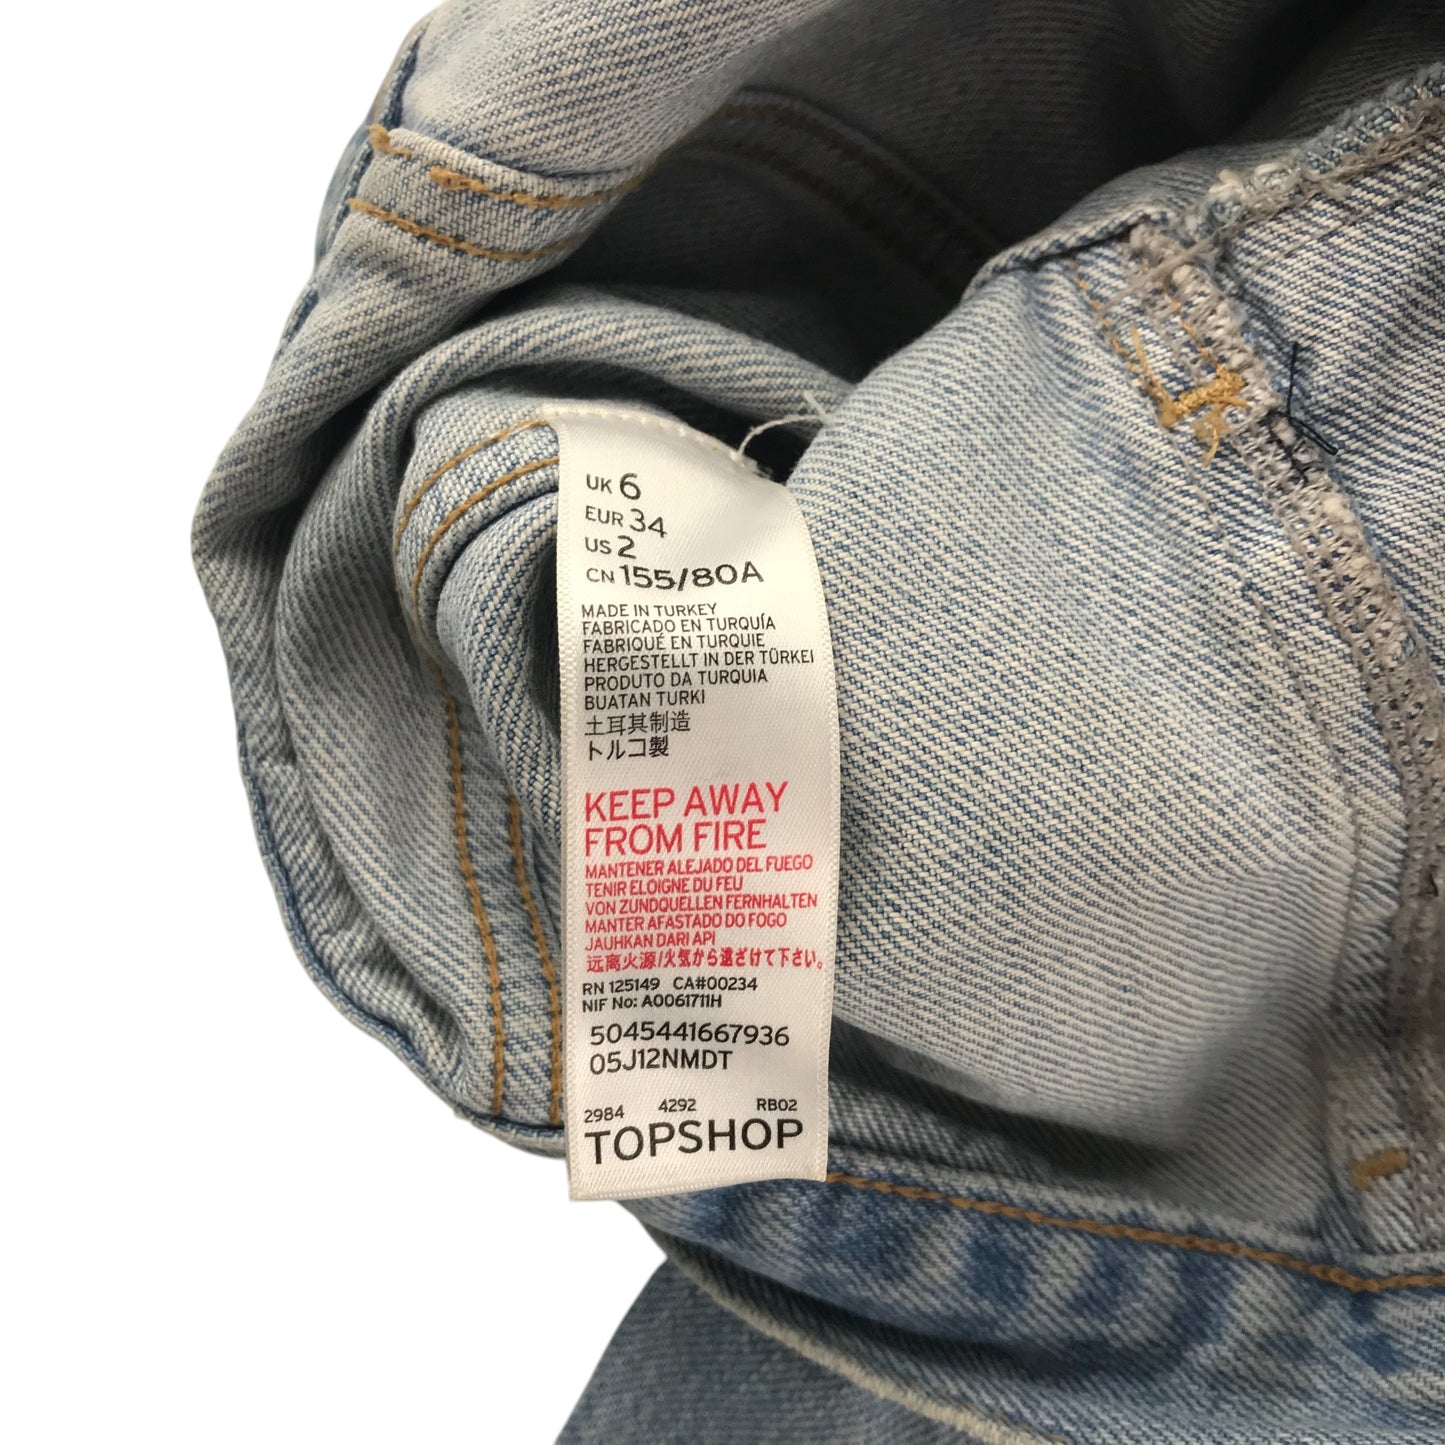 UK 6
EUR 34
US 2
CN 155/80A
MADE IN TURKEY
FABRICADO EN TURQUÍA
FABRIQUÉ EN TURQUIE
HERGESTELLT IN DER TÜRKEI
PRODUTO DA TURQUIA
BUATAN TURKI
土耳其制造
トルコ製
KEEP AWAY
FROM FIRE
MANTENER ALEJADO DEL FUEGO
TENIR ELOIGNE DU FEU
VON ZUNDQUELLEN FERNHALTEN
MANTER AFASTADO DO FOGO
JAUHKAN DARI API
远离火源/火気から遠ざけて下さい。
RN 125149 CA#00234
NIF No: A0061711H
5045441667936
05J12NMDT
2984 4292 RB02
TOPSHOP